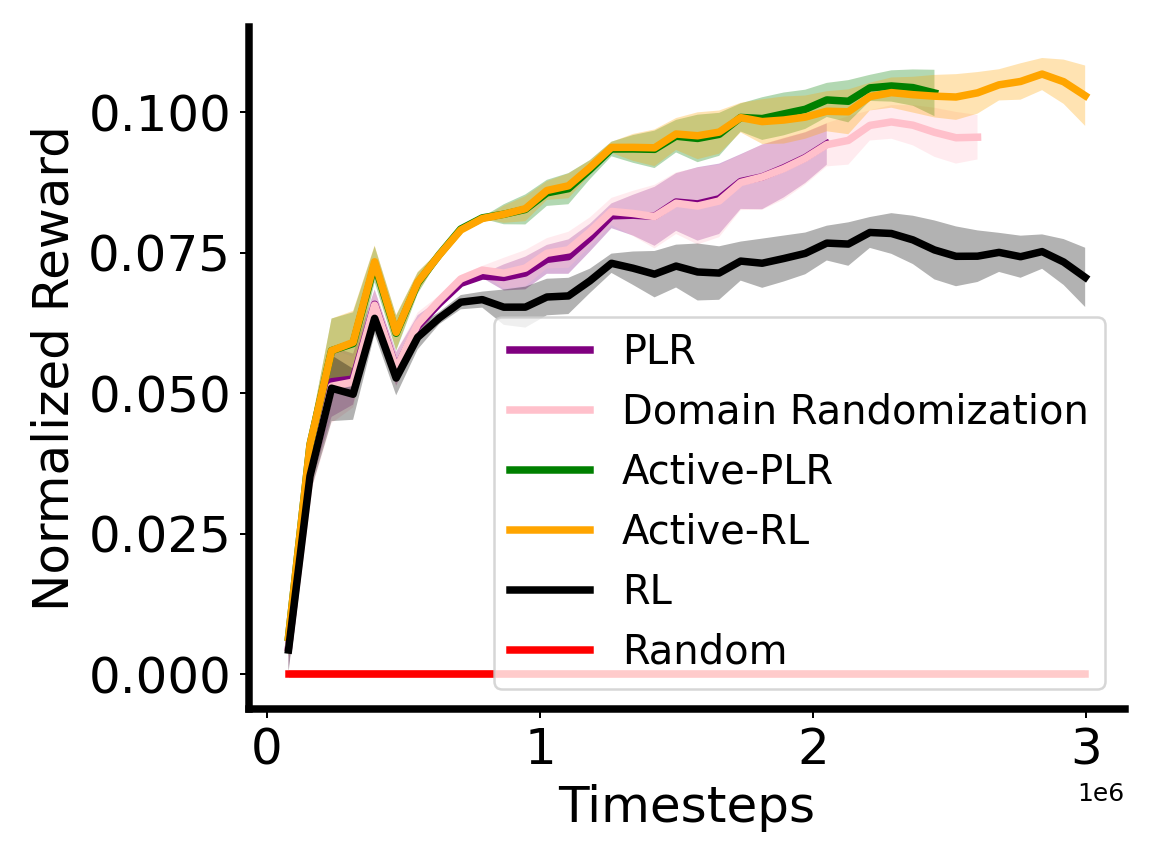 Normalized Reward
0.100
0.075
0.050
0.025
0.000
PLR
Domain Randomization
Active-PLR
Active-RL
RL
Random
0 1 2 3
1e6
Timesteps